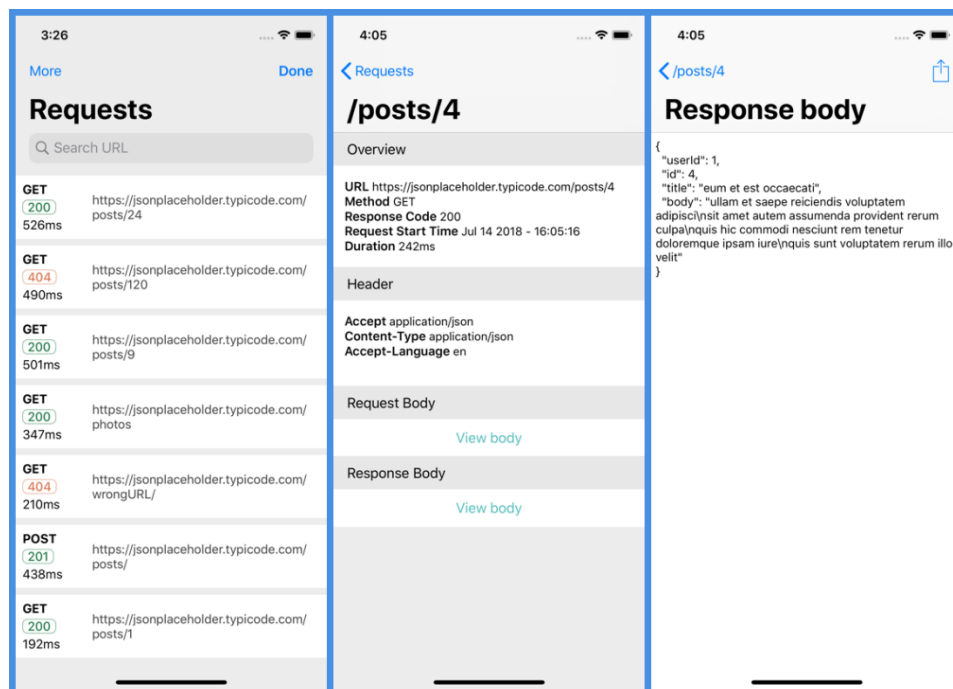 3:26
More
Done
Requests
Search URL
GET
200
526ms
https://jsonplaceholder.typicode.com/
posts/24
GET
404
490ms
https://jsonplaceholder.typicode.com/
posts/120
GET
200
501ms
https://jsonplaceholder.typicode.com/
posts/9
GET
200
347ms
https://jsonplaceholder.typicode.com/
photos
GET
404
210ms
https://jsonplaceholder.typicode.com/
wrongURL/
POST
201
438ms
https://jsonplaceholder.typicode.com/
posts/
GET
200
192ms
https://jsonplaceholder.typicode.com/
posts/1
4:05
Requests
/posts/4
Overview
URL https://jsonplaceholder.typicode.com/posts/4
Method GET
Response Code 200
Request Start Time Jul 14 2018 - 16:05:16
Duration 242ms
Header
Accept application/json
Content-Type application/json
Accept-Language en
Request Body
View body
Response Body
View body
4:05
/posts/4
Response body
{
"userId": 1,
"id": 4,
"title": "eum et est occaecati",
"body": "ullam et saepe reiciendis voluptatem
adipisci\nsit amet autem assumenda provident rerum
culpa\nquis hic commodi nesciunt rem tenetur
doloremque ipsam iure\nquis sunt voluptatem rerum illo
velit"
}